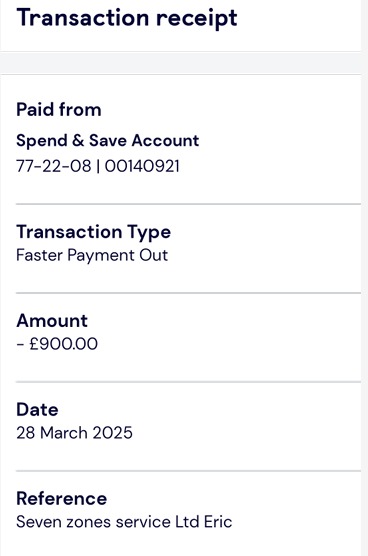 Transaction receipt
Paid from
Spend & Save Account
77-22-08 | 00140921
Transaction Type
Faster Payment Out
Amount
- £900.00
Date
28 March 2025
Reference
Seven zones service Ltd Eric